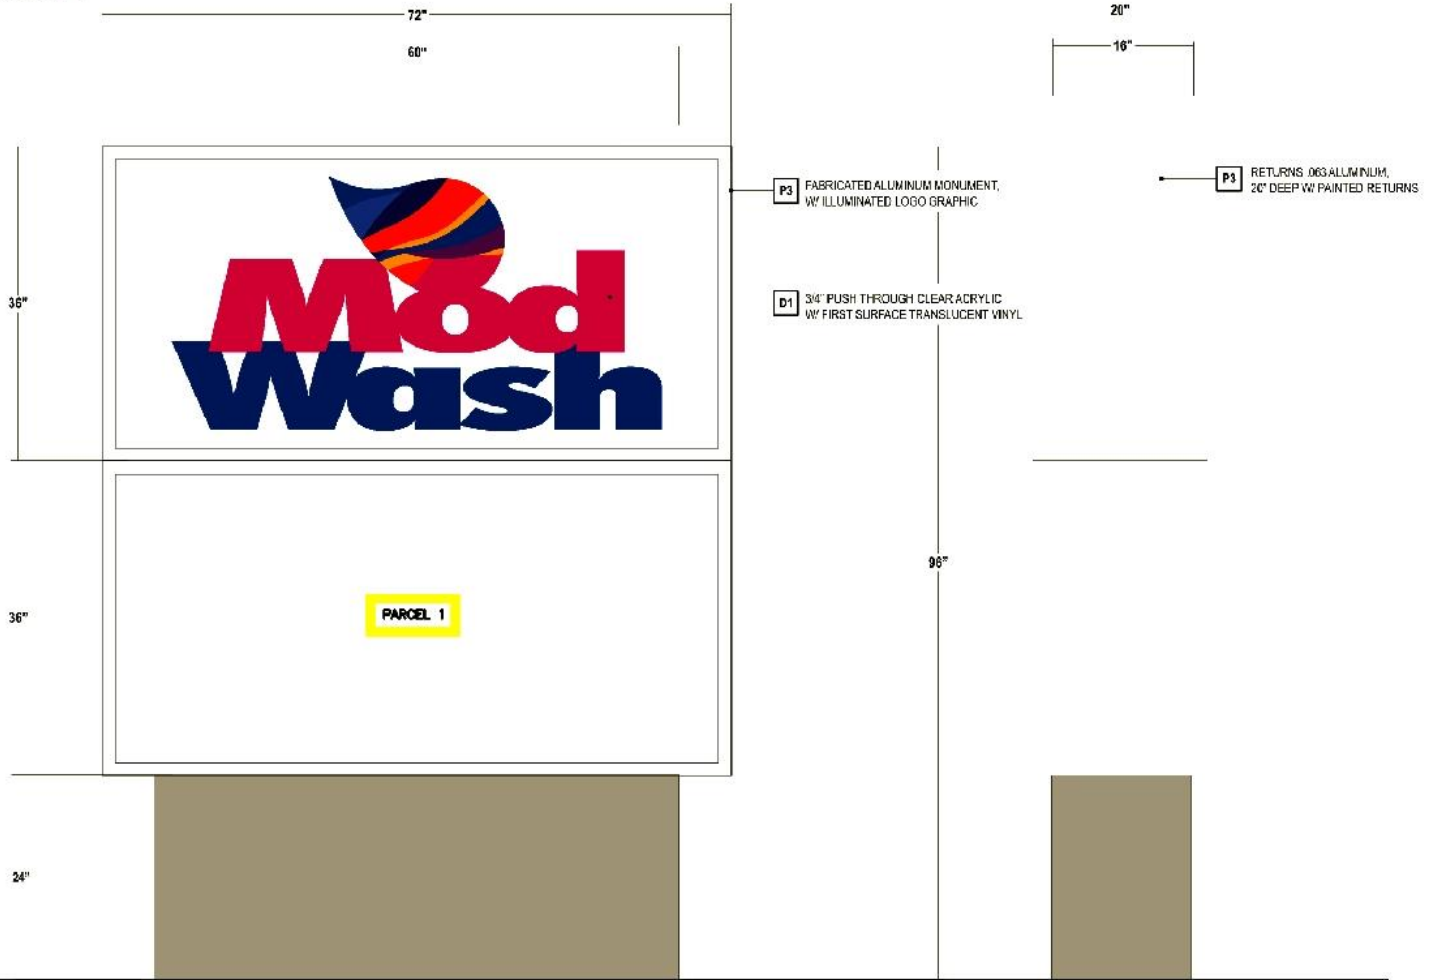 72"
20"
60"
16"
P3 FABRICATED ALUMINUM MONUMENT,
W/ ILLUMINATED LOGO GRAPHIC
P3 RETURNS .063 ALUMINUM,
20" DEEP W/ PAINTED RETURNS
Mod
Wash
36"
D1 3/4" PUSH THROUGH CLEAR ACRYLIC
W/ FIRST SURFACE TRANSLUCENT VINYL
96"
36"
PARCEL 1
24"